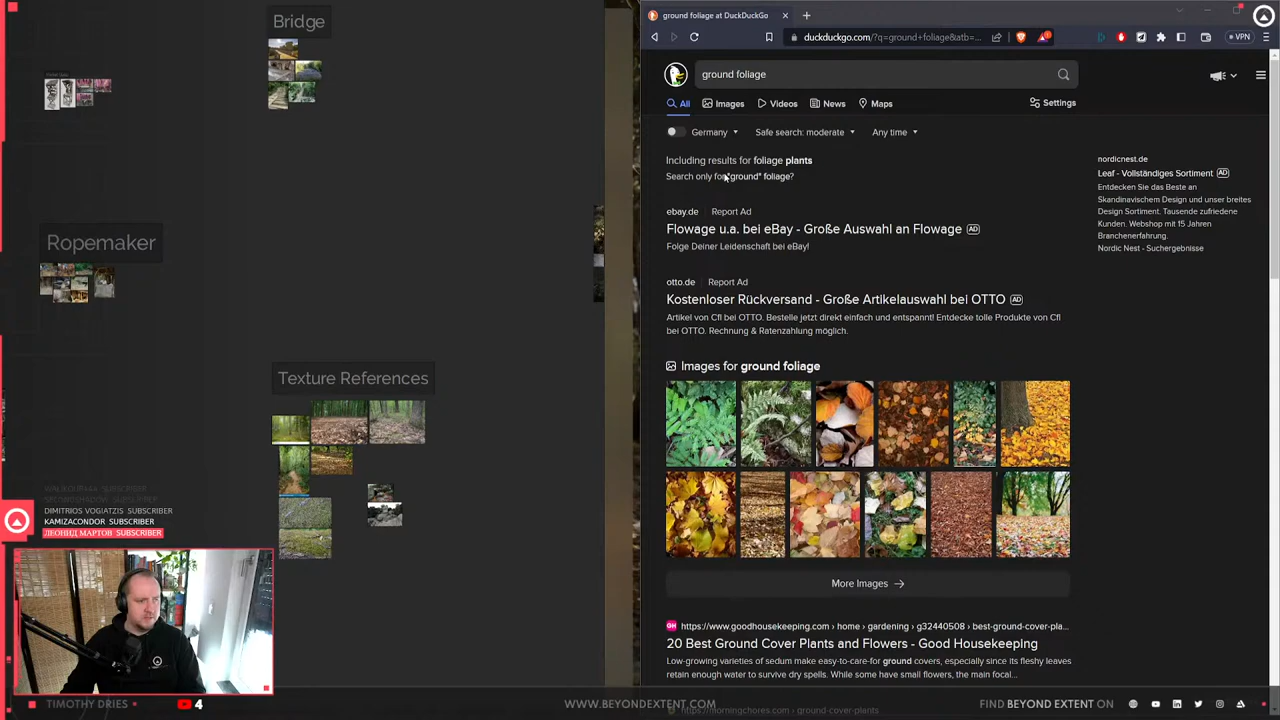 Bridge
Ropemaker
Texture References
DIMITRIOS VOGIATZIS SUBSCRIBER
KAMIZACONDOR SUBSCRIBER
ЛЕОНИД МАРТОВ SUBSCRIBER
TIMOTHY DRIES
4
WWW.BEYONDEXTENT.COM
FIND BEYOND EXTENT ON
ground foliage at DuckDuckGo
duckduckgo.com/?q=ground+foliage&atb=...
VPN
ground foliage
All
Images
Videos
News
Maps
Settings
Germany
Safe search: moderate
Any time
Including results for foliage plants
Search only for "ground" foliage?
ebay.de Report Ad
Flowage u.a. bei eBay - Große Auswahl an Flowage AD
Folge Deiner Leidenschaft bei eBay!
otto.de Report Ad
Kostenloser Rückversand - Große Artikelauswahl bei OTTO AD
Artikel von Cfl bei OTTO. Bestelle jetzt direkt einfach und entspannt! Entdecke tolle Produkte von Cfl
bei OTTO. Rechnung & Ratenzahlung möglich.
Images for ground foliage
More Images
https://www.goodhousekeeping.com › home › gardening › g32440508 › best-ground-cover-pla...
20 Best Ground Cover Plants and Flowers - Good Housekeeping
Low-growing varieties of sedum make easy-to-care-for ground covers, especially since its fleshy leaves
retain enough water to survive dry spells. While some have small flowers, the main focal...
https://morningchores.com › ground-cover-plants
nordicnest.de
Leaf - Vollständiges Sortiment AD
Entdecken Sie das Beste an
Skandinavischem Design und unser breites
Design Sortiment. Tausende zufriedene
Kunden. Webshop mit 15 Jahren
Branchenerfahrung.
Nordic Nest - Suchergebnisse